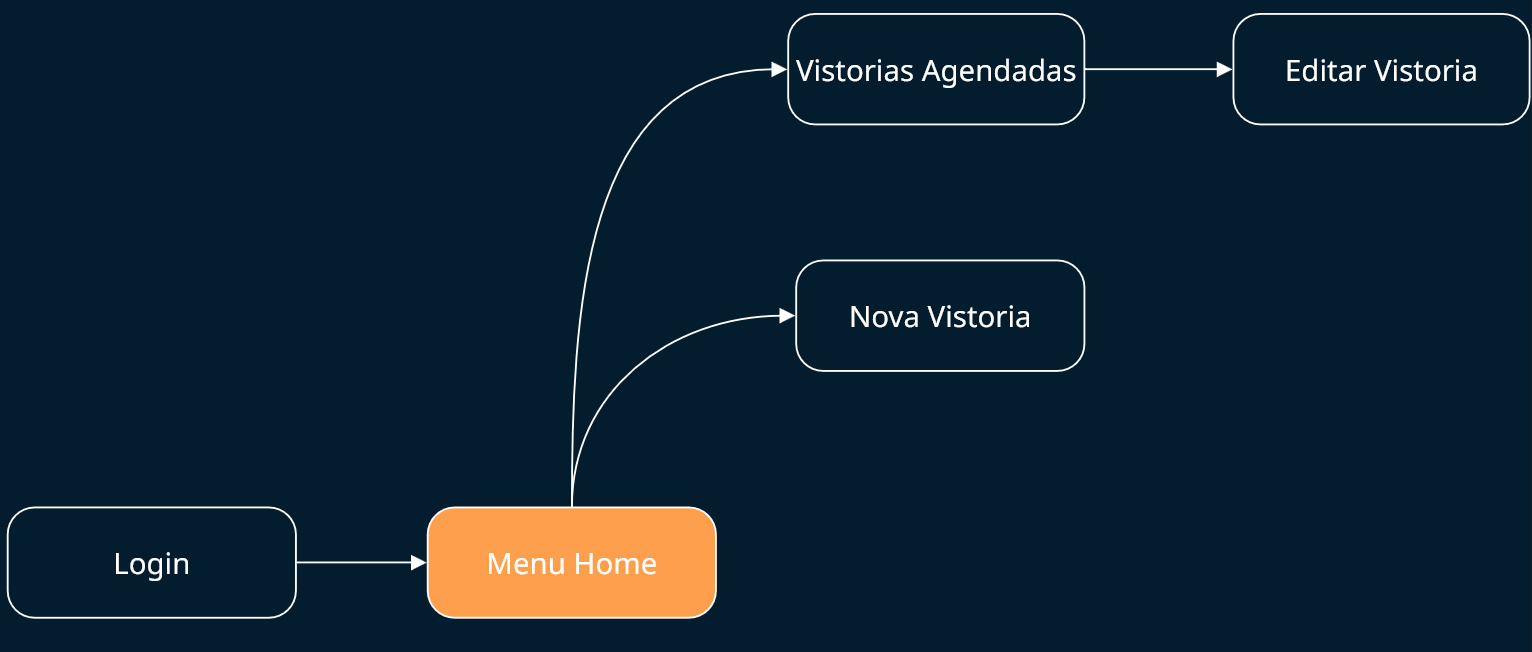 Vistorias Agendadas
Editar Vistoria
Nova Vistoria
Login
Menu Home